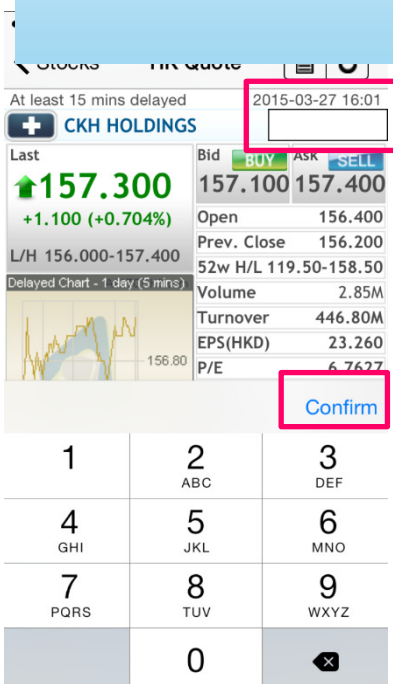 At least 15 mins delayed 2015-03-27 16:01
CKH HOLDINGS
Last Bid BUY Ask SELL
157.300 157.100 157.400
+1.100 (+0.704%)
Open 156.400
Prev. Close 156.200
L/H 156.000-157.400
52w H/L 119.50-158.50
Delayed Chart - 1 day (5 mins)
Volume 2.85M
Turnover 446.80M
EPS(HKD) 23.260
156.80
P/E 6.7627
Confirm
1 2 3
ABC DEF
4 5 6
GHI JKL MNO
7 8 9
PQRS TUV WXYZ
0